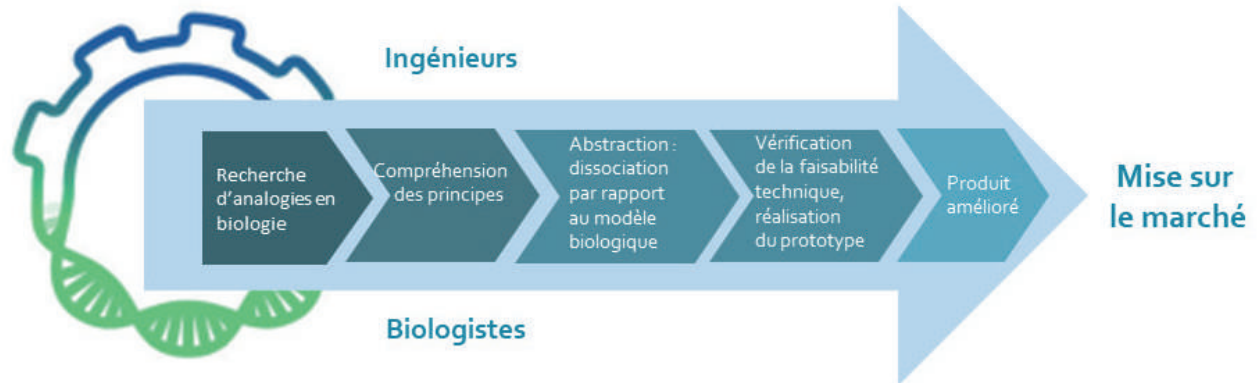 Ingénieurs
Recherche
d'analogies en
biologie
Compréhension
des principes
Abstraction :
dissociation
par rapport
au modèle
biologique
Vérification
de la faisabilité
technique,
réalisation
du prototype
Produit
amélioré
Mise sur
le marché
Biologistes